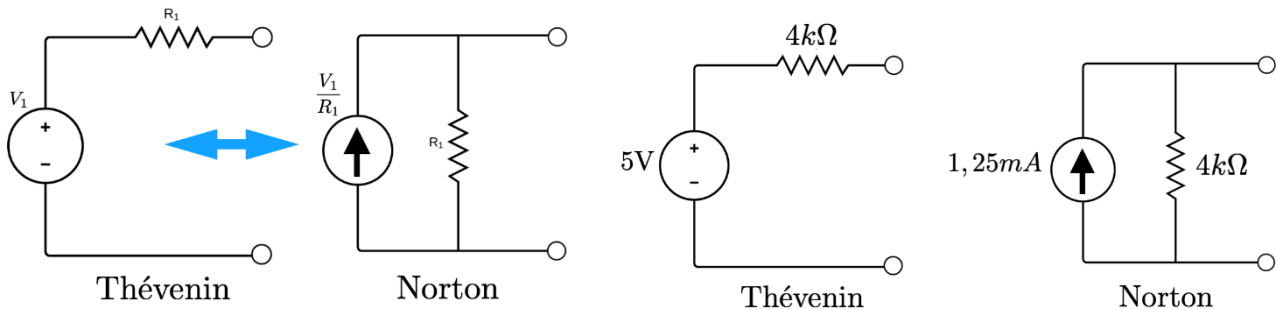 R₁
V₁
+
−
Thévenin
V₁
R₁
R₁
Norton
4kΩ
5V
+
−
Thévenin
1,25mA
4kΩ
Norton